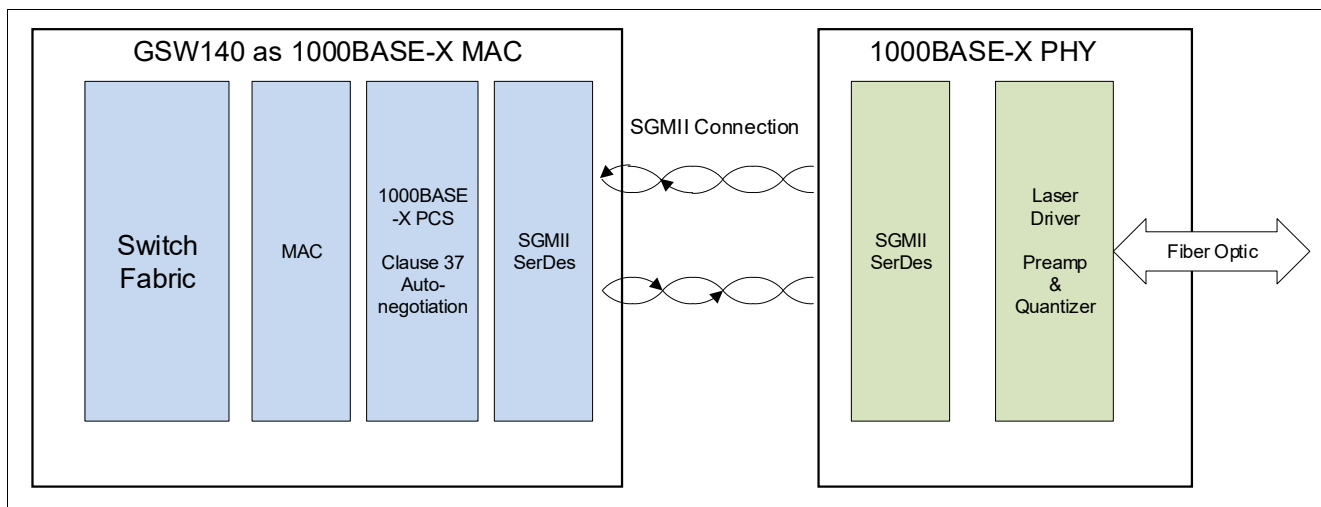 GSW140 as 1000BASE-X MAC
Switch
Fabric
MAC
1000BASE
-X PCS
Clause 37
Auto-
negotiation
SGMII
SerDes
SGMII Connection
1000BASE-X PHY
SGMII
SerDes
Laser
Driver
Preamp
&
Quantizer
Fiber Optic